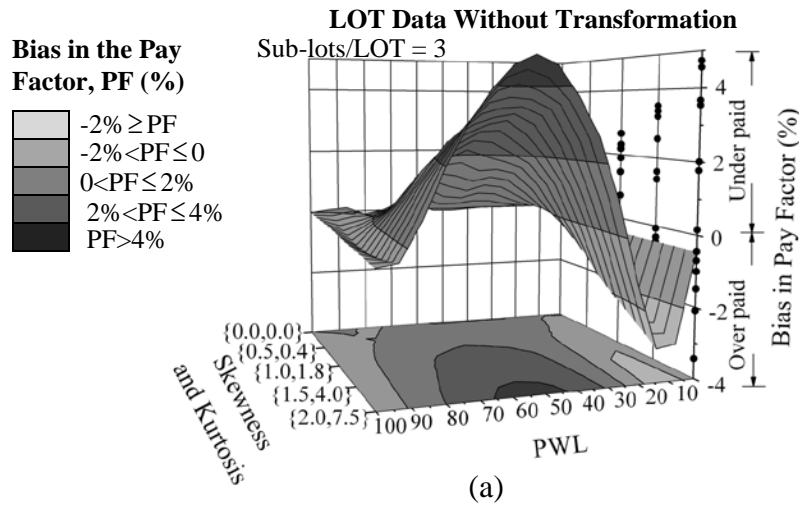 LOT Data Without Transformation
Sub-lots/LOT = 3
Bias in the Pay
Factor, PF (%)
-2% ≥ PF
-2%<PF≤0
0<PF≤2%
2%<PF≤4%
PF>4%
4
2
0
-2
-4
Under paid
Over paid
Bias in Pay Factor (%)
{0.0,0.0}
{0.5,0.4}
{1.0,1.8}
{1.5,4.0}
{2.0,7.5}
Skewness
and Kurtosis
100 90 80 70 60 50 40 30 20 10
PWL
(a)